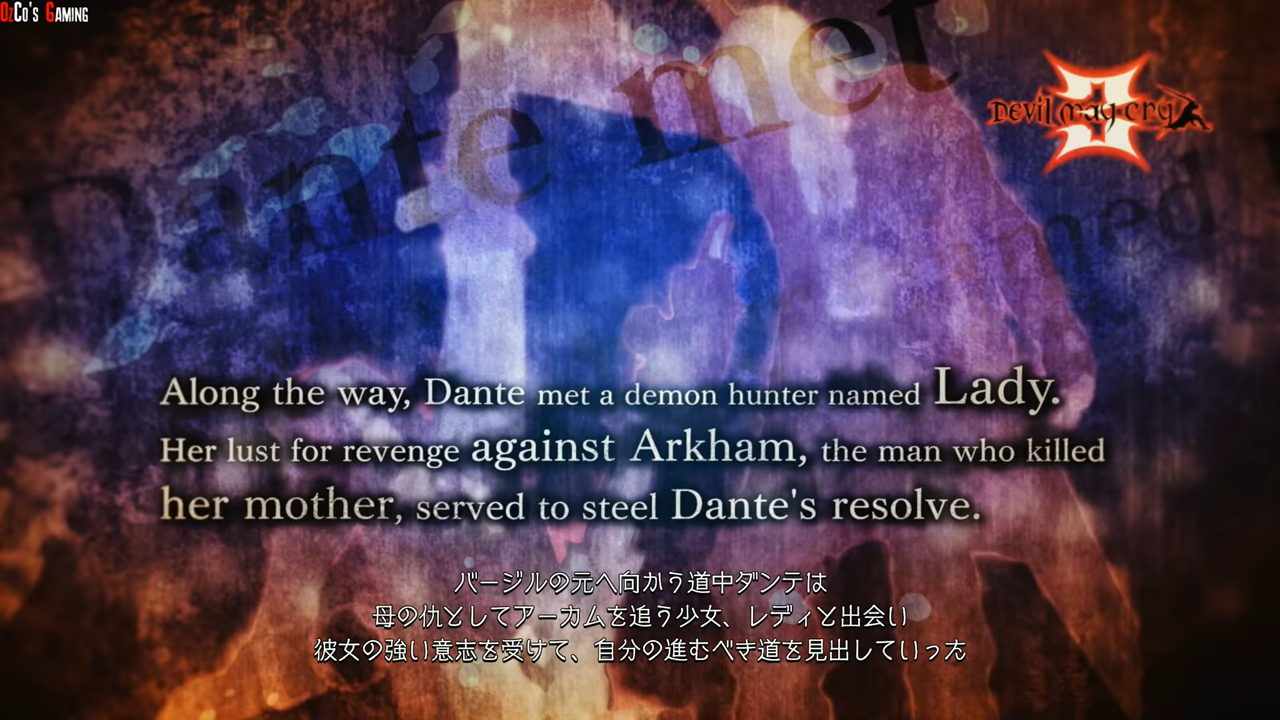 OzCo's Gaming
Dante met
named
Devil may cry
3
Along the way, Dante met a demon hunter named Lady.
Her lust for revenge against Arkham, the man who killed
her mother, served to steel Dante's resolve.
バージルの元へ向かう道中ダンテは
母の仇としてアーカムを追う少女、レディと出会い
彼女の強い意志を受けて、自分の進むべき道を見出していった